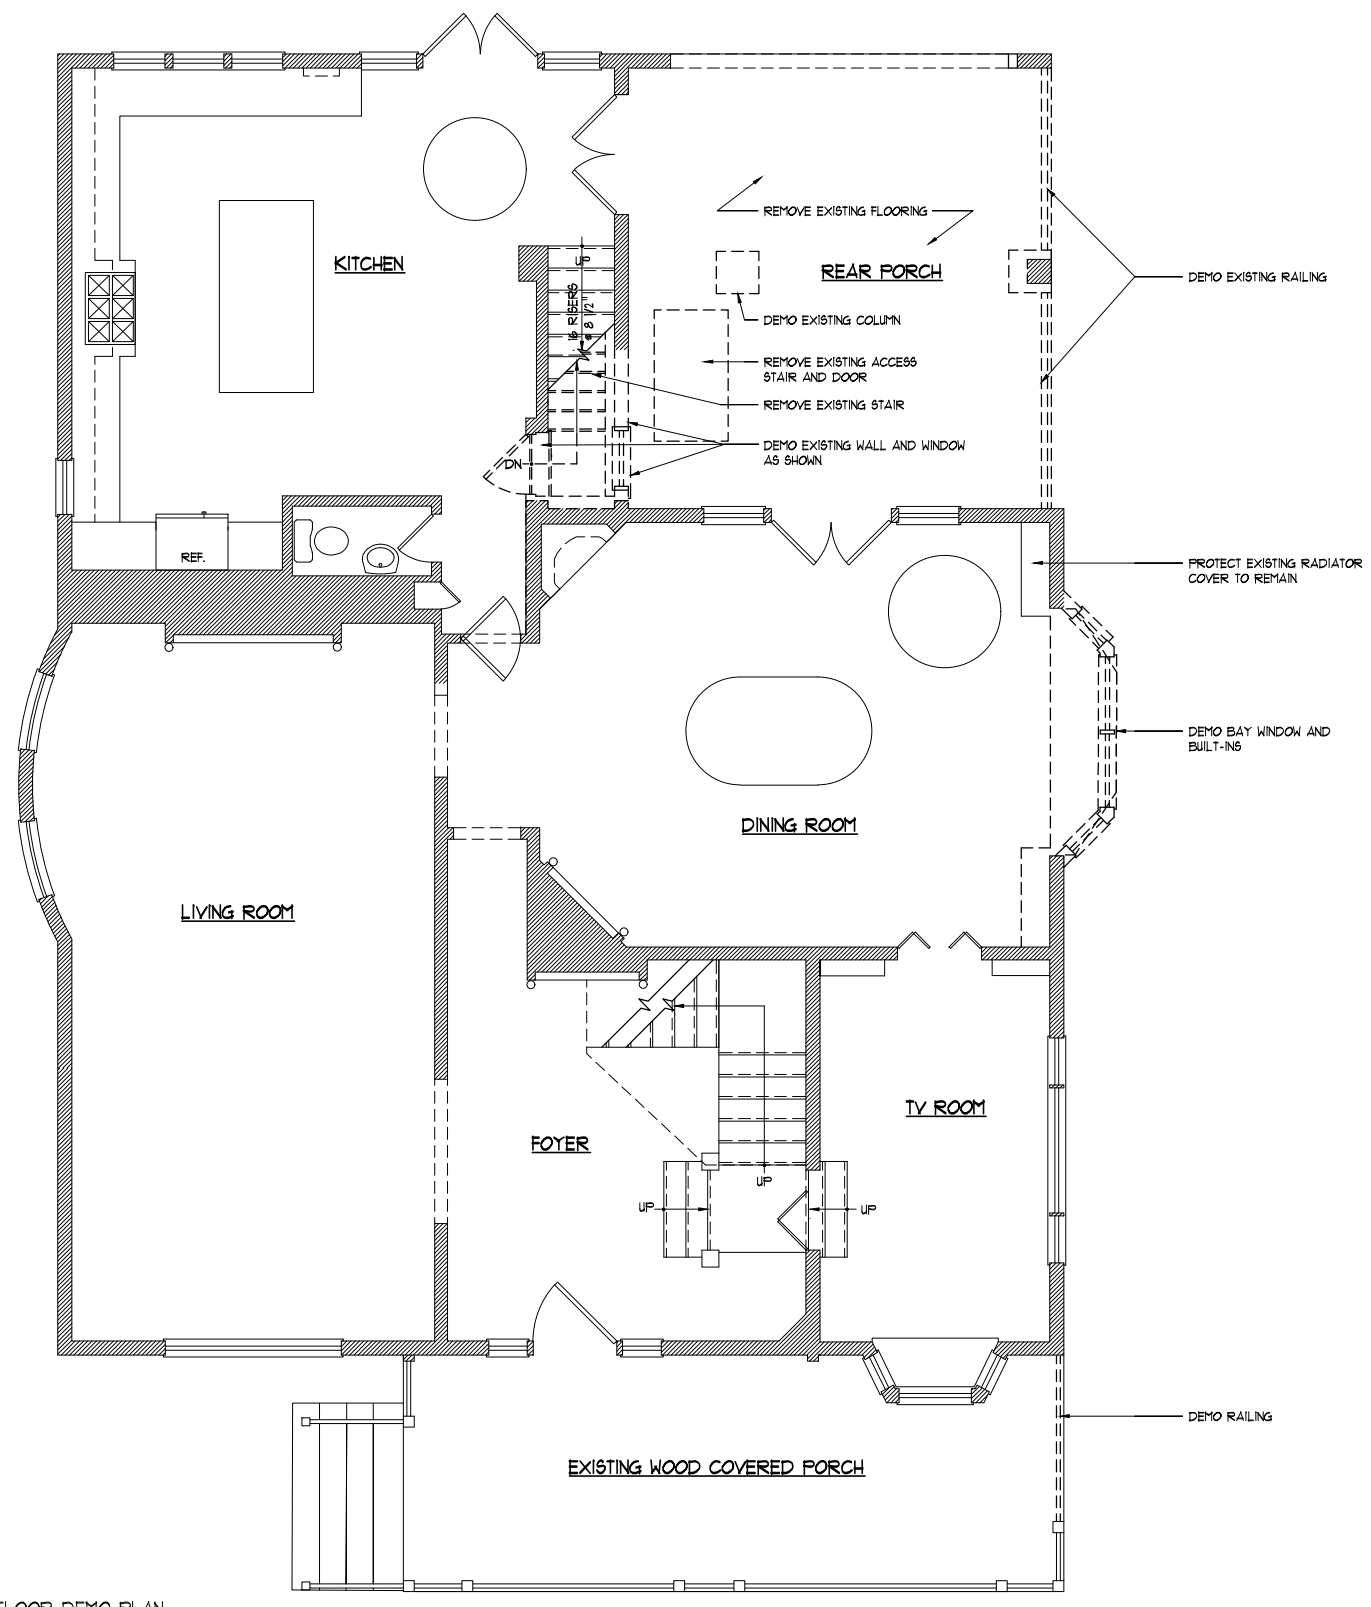 REMOVE EXISTING FLOORING
KITCHEN
UP
REAR PORCH
DEMO EXISTING RAILING
16 RISERS
@ 8 1/2"
DEMO EXISTING COLUMN
REMOVE EXISTING ACCESS
STAIR AND DOOR
REMOVE EXISTING STAIR
DEMO EXISTING WALL AND WINDOW
AS SHOWN
DN
REF.
PROTECT EXISTING RADIATOR
COVER TO REMAIN
DEMO BAY WINDOW AND
BUILT-INS
DINING ROOM
LIVING ROOM
TV ROOM
FOYER
UP
UP
UP
DEMO RAILING
EXISTING WOOD COVERED PORCH
FLOOR DEMO PLAN